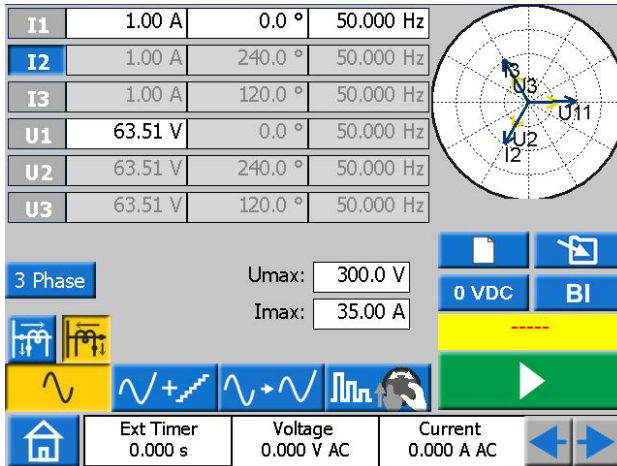 I1 1.00 A 0.0 ° 50.000 Hz
I2 1.00 A 240.0 ° 50.000 Hz
I3 1.00 A 120.0 ° 50.000 Hz
U1 63.51 V 0.0 ° 50.000 Hz
U2 63.51 V 240.0 ° 50.000 Hz
U3 63.51 V 120.0 ° 50.000 Hz
I3
U3
U11
U2
I2
3 Phase
Umax: 300.0 V
Imax: 35.00 A
0 VDC
BI
-----
Ext Timer
0.000 s
Voltage
0.000 V AC
Current
0.000 A AC